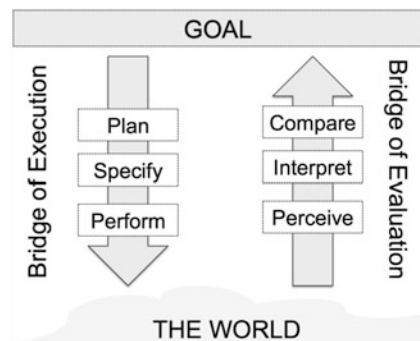 GOAL
Bridge of Execution
Plan
Specify
Perform
Compare
Interpret
Perceive
Bridge of Evaluation
THE WORLD